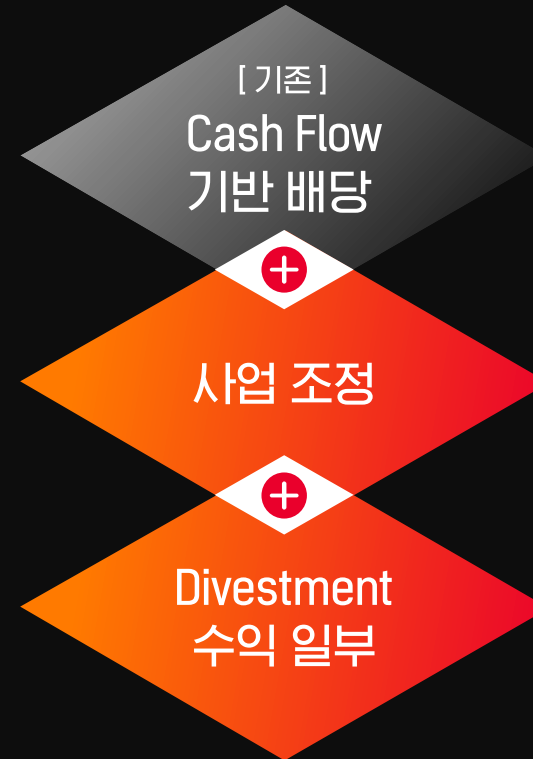 [ 기존 ]
Cash Flow
기반 배당
사업 조정
Divestment
수익 일부